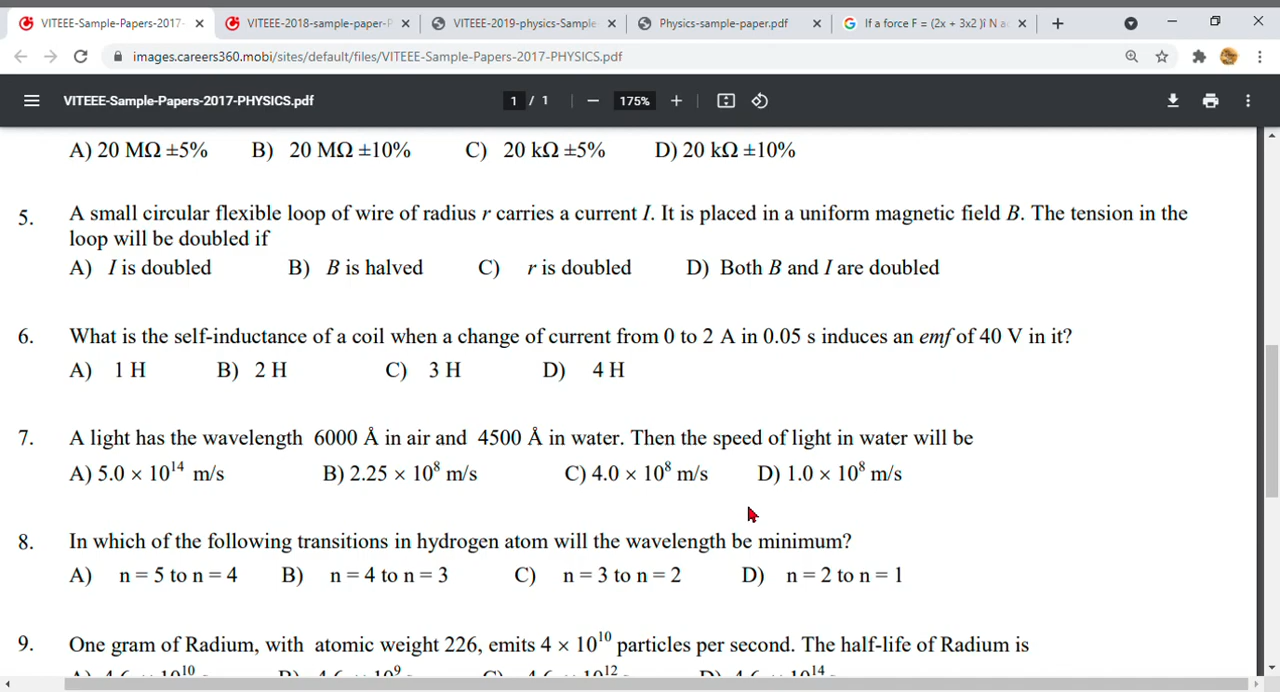 VITEEE-Sample-Papers-2017-
VITEEE-2018-sample-paper-P
VITEEE-2019-physics-Sample
Physics-sample-paper.pdf
If a force F = (2x + 3x2 )î N a
images.careers360.mobi/sites/default/files/VITEEE-Sample-Papers-2017-PHYSICS.pdf
VITEEE-Sample-Papers-2017-PHYSICS.pdf
1 / 1
175%
A) 20 MΩ ±5% B) 20 MΩ ±10% C) 20 kΩ ±5% D) 20 kΩ ±10%
5. A small circular flexible loop of wire of radius r carries a current I. It is placed in a uniform magnetic field B. The tension in the
loop will be doubled if
A) I is doubled B) B is halved C) r is doubled D) Both B and I are doubled
6. What is the self-inductance of a coil when a change of current from 0 to 2 A in 0.05 s induces an emf of 40 V in it?
A) 1 H B) 2 H C) 3 H D) 4 H
7. A light has the wavelength 6000 Å in air and 4500 Å in water. Then the speed of light in water will be
A) 5.0 × 10¹⁴ m/s B) 2.25 × 10⁸ m/s C) 4.0 × 10⁸ m/s D) 1.0 × 10⁸ m/s
8. In which of the following transitions in hydrogen atom will the wavelength be minimum?
A) n = 5 to n = 4 B) n = 4 to n = 3 C) n = 3 to n = 2 D) n = 2 to n = 1
9. One gram of Radium, with atomic weight 226, emits 4 × 10¹⁰ particles per second. The half-life of Radium is